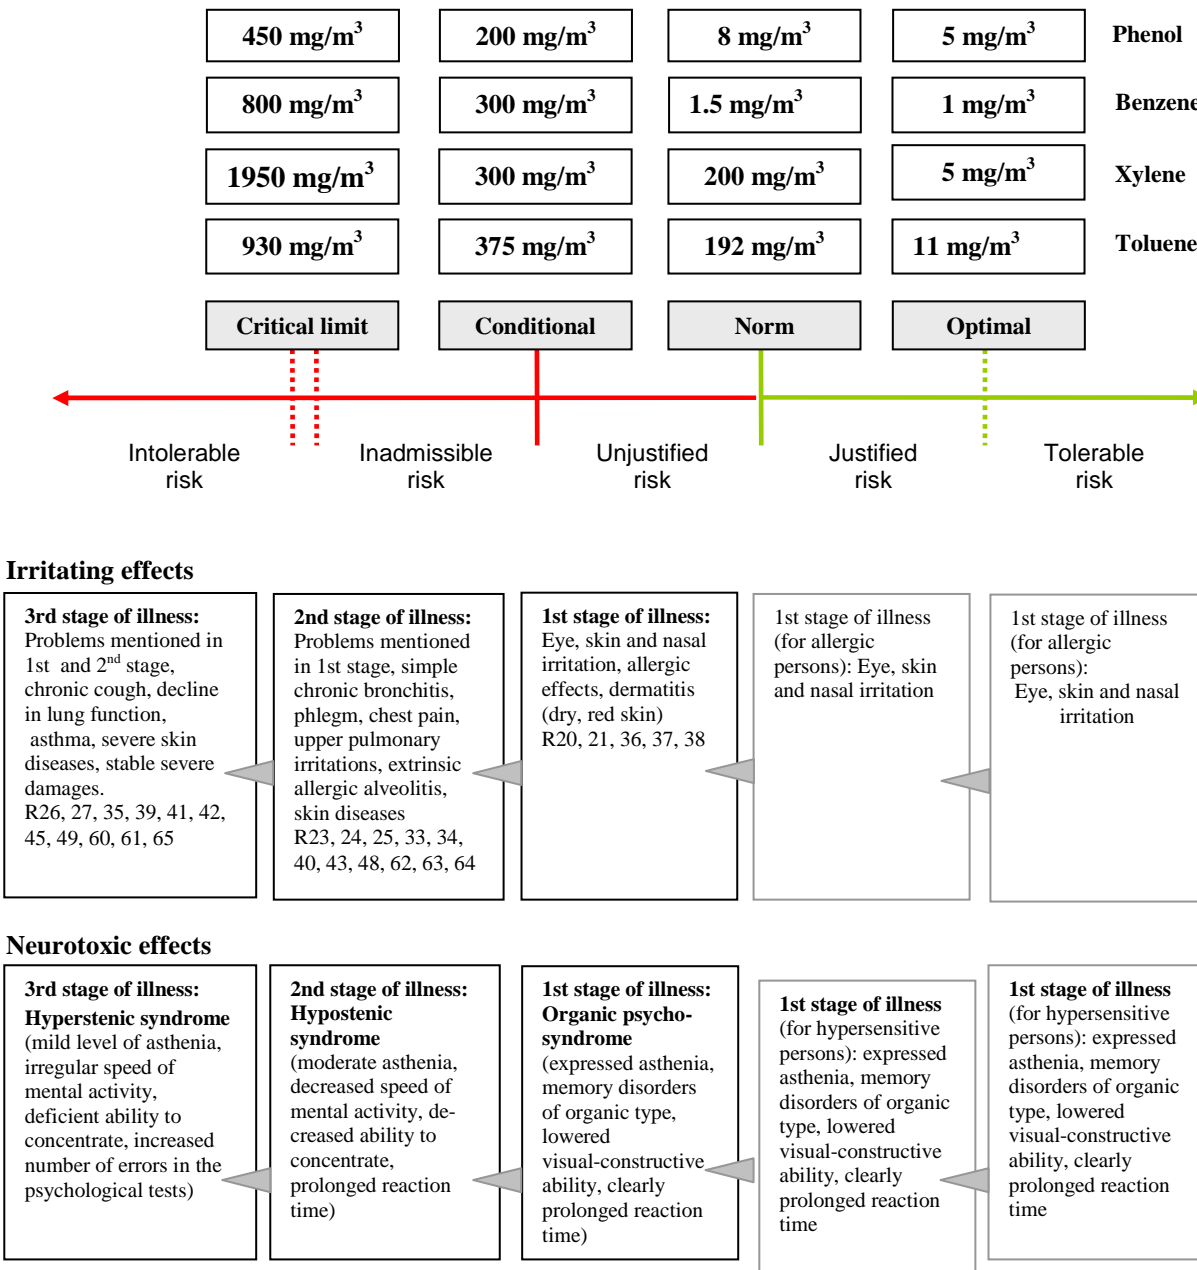 450 mg/m³ 200 mg/m³ 8 mg/m³ 5 mg/m³ Phenol
800 mg/m³ 300 mg/m³ 1.5 mg/m³ 1 mg/m³ Benzene
1950 mg/m³ 300 mg/m³ 200 mg/m³ 5 mg/m³ Xylene
930 mg/m³ 375 mg/m³ 192 mg/m³ 11 mg/m³ Toluene
Critical limit Conditional Norm Optimal
Intolerable risk
Inadmissible risk
Unjustified risk
Justified risk
Tolerable risk
Irritating effects
3rd stage of illness:
Problems mentioned in
1st and 2nd stage,
chronic cough, decline
in lung function,
asthma, severe skin
diseases, stable severe
damages.
R26, 27, 35, 39, 41, 42,
45, 49, 60, 61, 65
2nd stage of illness:
Problems mentioned
in 1st stage, simple
chronic bronchitis,
phlegm, chest pain,
upper pulmonary
irritations, extrinsic
allergic alveolitis,
skin diseases
R23, 24, 25, 33, 34,
40, 43, 48, 62, 63, 64
1st stage of illness:
Eye, skin and nasal
irritation, allergic
effects, dermatitis
(dry, red skin)
R20, 21, 36, 37, 38
1st stage of illness
(for allergic
persons): Eye, skin
and nasal irritation
1st stage of illness
(for allergic
persons):
Eye, skin and nasal
irritation
Neurotoxic effects
3rd stage of illness:
Hyperstenic syndrome
(mild level of asthenia,
irregular speed of
mental activity,
deficient ability to
concentrate, increased
number of errors in the
psychological tests)
2nd stage of illness:
Hypostenic
syndrome
(moderate asthenia,
decreased speed of
mental activity, de-
creased ability to
concentrate,
prolonged reaction
time)
1st stage of illness:
Organic psycho-
syndrome
(expressed asthenia,
memory disorders
of organic type,
lowered
visual-constructive
ability, clearly
prolonged reaction
time)
1st stage of illness
(for hypersensitive
persons): expressed
asthenia, memory
disorders of organic
type, lowered
visual-constructive
ability, clearly
prolonged reaction
time
1st stage of illness
(for hypersensitive
persons): expressed
asthenia, memory
disorders of organic
type, lowered
visual-constructive
ability, clearly
prolonged reaction
time